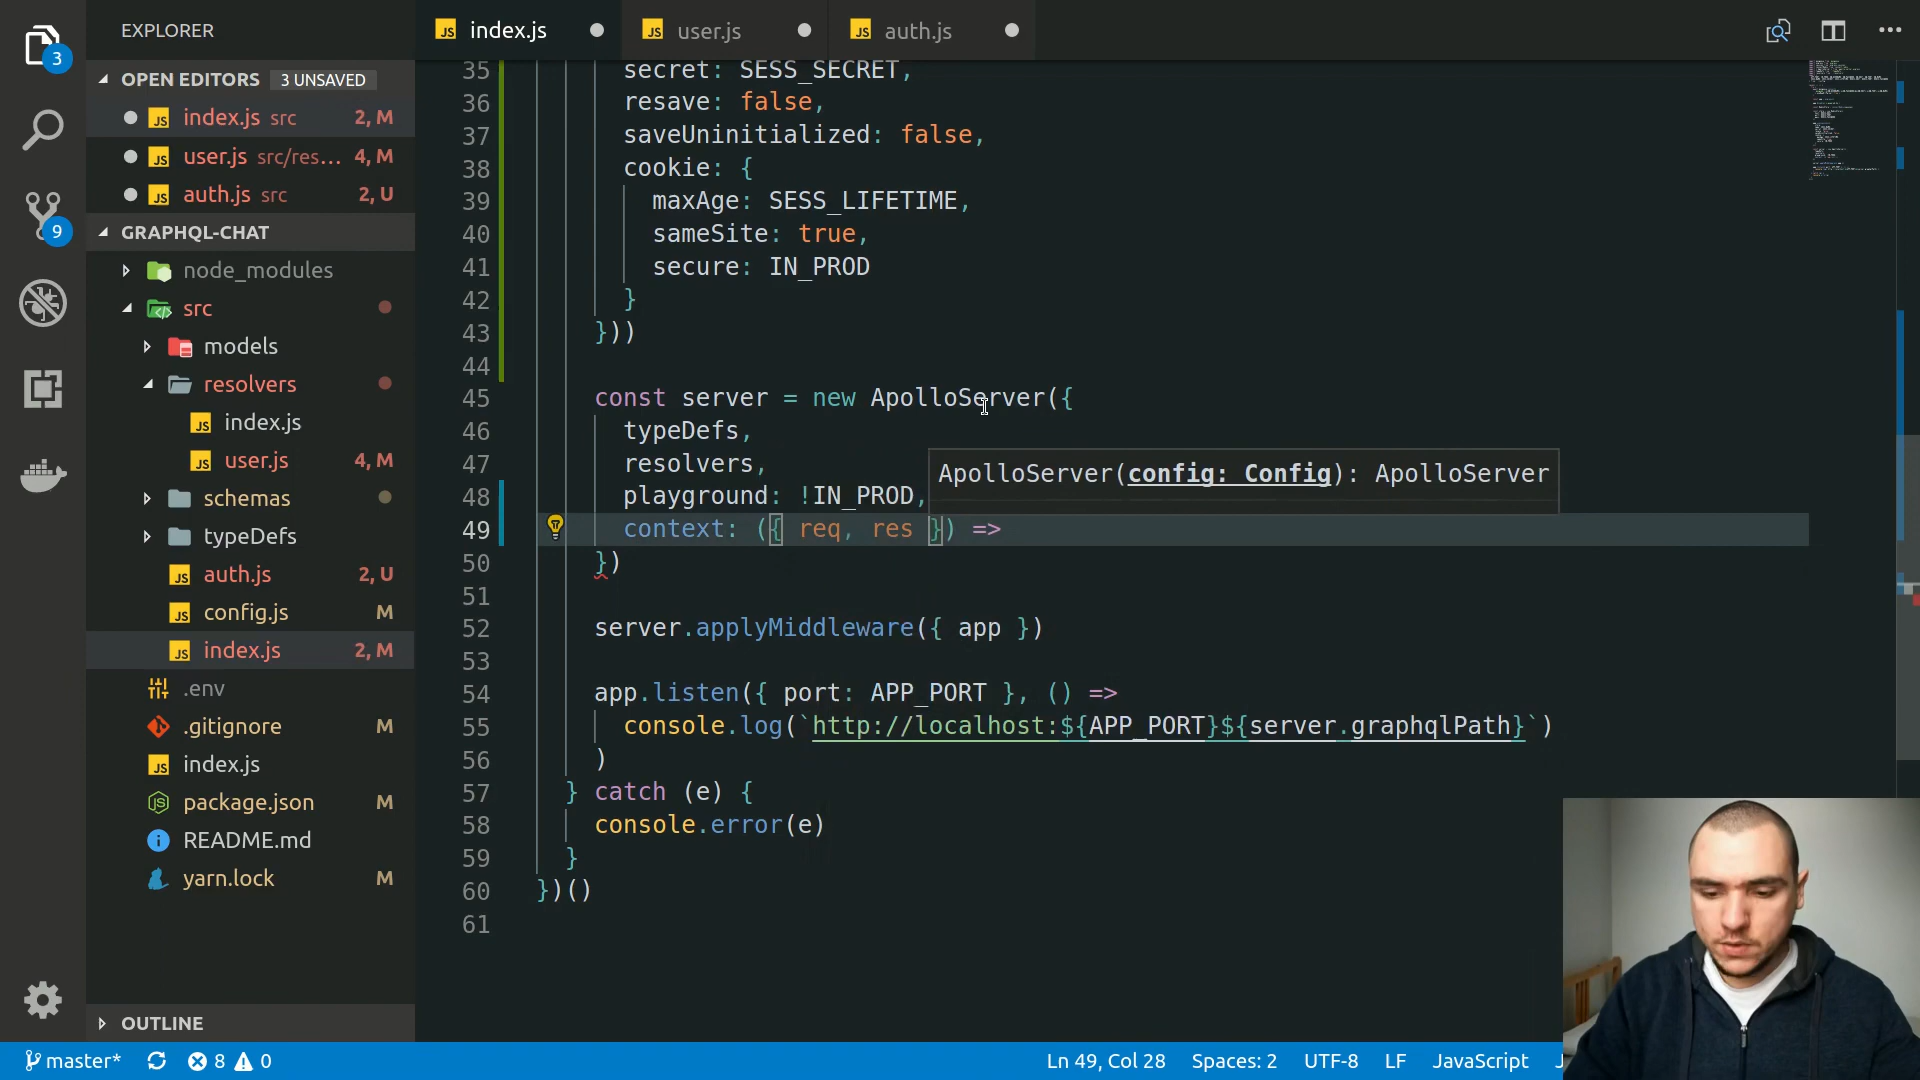 EXPLORER
index.js
user.js
auth.js
OPEN EDITORS 3 UNSAVED
index.js src 2, M
user.js src/res... 4, M
auth.js src 2, U
GRAPHQL-CHAT
node_modules
src
models
resolvers
index.js
user.js 4, M
schemas
typeDefs
auth.js 2, U
config.js M
index.js 2, M
.env
.gitignore
index.js
package.json M
README.md
yarn.lock M
OUTLINE
3
9
35 secret: SESS_SECRET,
36 resave: false,
37 saveUninitialized: false,
38 cookie: {
39 maxAge: SESS_LIFETIME,
40 sameSite: true,
41 secure: IN_PROD
42 }
43 }))
44
45 const server = new ApolloServer({
46 typeDefs,
47 resolvers,
ApolloServer(config: Config): ApolloServer
48 playground: !IN_PROD,
49 context: ({ req, res }) =>
50 })
51
52 server.applyMiddleware({ app })
53
54 app.listen({ port: APP_PORT }, () =>
55 console.log(`http://localhost:${APP_PORT}${server.graphqlPath}`)
56 )
57 } catch (e) {
58 console.error(e)
59 }
60 })()
61
master* 8 0 Ln 49, Col 28 Spaces: 2 UTF-8 LF JavaScript